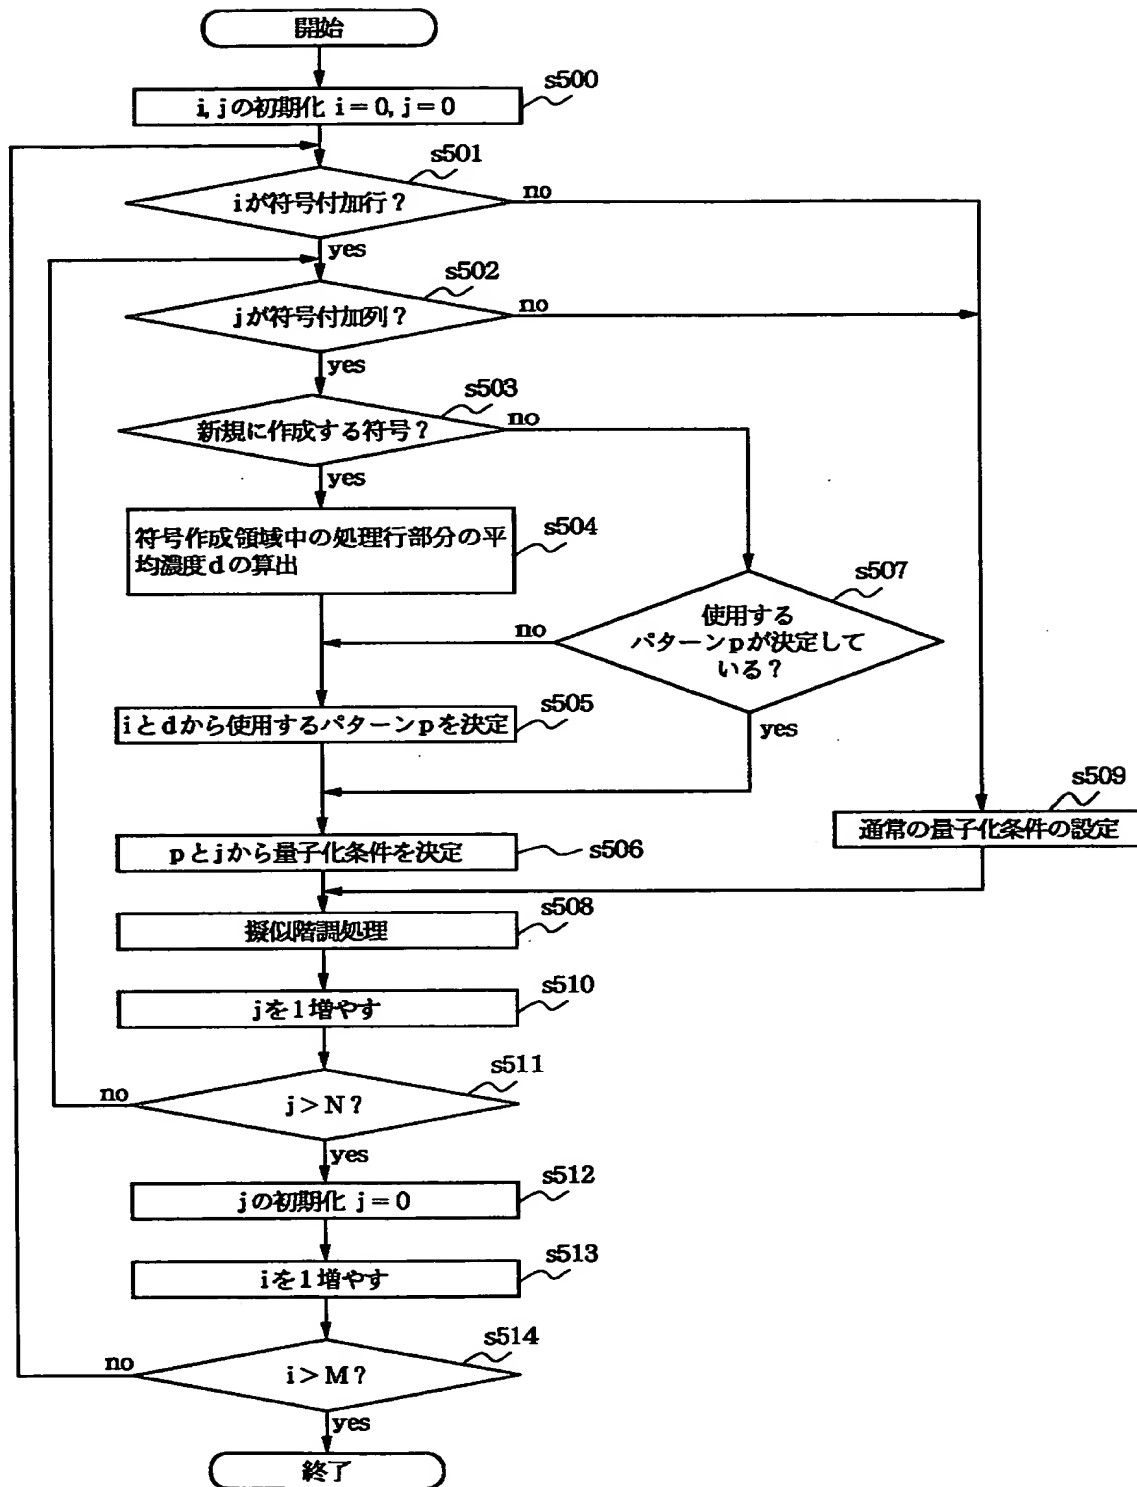 開始
s500
i, jの初期化 i=0, j=0
s501
iが符号付加行？
no
yes
s502
jが符号付加列？
no
yes
s503
新規に作成する符号？
no
yes
s504
符号作成領域中の処理行部分の平
均濃度dの算出
s507
使用する
パターンpが決定して
いる？
no
yes
s505
iとdから使用するパターンpを決定
s509
通常の量子化条件の設定
pとjから量子化条件を決定
s506
s508
擬似階調処理
s510
jを1増やす
s511
j>N？
no
yes
s512
jの初期化 j=0
s513
iを1増やす
s514
i>M？
no
yes
終了